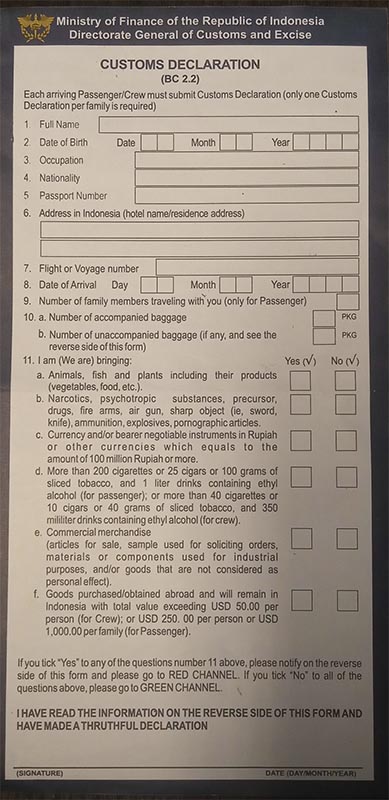 Ministry of Finance of the Republic of Indonesia
Directorate General of Customs and Excise
CUSTOMS DECLARATION
(BC 2.2)
Each arriving Passenger/Crew must submit Customs Declaration (only one Customs
Declaration per family is required)
1 Full Name
2. Date of Birth Date Month Year
3. Occupation
4. Nationality
5 Passport Number
6. Address in Indonesia (hotel name/residence address)
7. Flight or Voyage number
8. Date of Arrival Day Month Year
9. Number of family members traveling with you (only for Passenger)
10. a. Number of accompanied baggage PKG
b. Number of unaccompanied baggage (if any, and see the PKG
reverse side of this form)
11. I am (We are) bringing: Yes (√) No (√)
a. Animals, fish and plants including their products
(vegetables, food, etc.).
b. Narcotics, psychotropic substances, precursor,
drugs, fire arms, air gun, sharp object (ie, sword,
knife), ammunition, explosives, pornographic articles.
c. Currency and/or bearer negotiable instruments in Rupiah
or other currencies which equals to the
amount of 100 million Rupiah or more.
d. More than 200 cigarettes or 25 cigars or 100 grams of
sliced tobacco, and 1 liter drinks containing ethyl
alcohol (for passenger); or more than 40 cigarettes or
10 cigars or 40 grams of sliced tobacco, and 350
mililiter drinks containing ethyl alcohol (for crew).
e. Commercial merchandise
(articles for sale, sample used for soliciting orders,
materials or components used for industrial
purposes, and/or goods that are not considered as
personal effect).
f. Goods purchased/obtained abroad and will remain in
Indonesia with total value exceeding USD 50.00 per
person (for Crew); or USD 250. 00 per person or USD
1,000.00 per family (for Passenger).
If you tick "Yes" to any of the questions number 11 above, please notify on the reverse
side of this form and please go to RED CHANNEL. If you tick "No" to all of the
questions above, please go to GREEN CHANNEL.
I HAVE READ THE INFORMATION ON THE REVERSE SIDE OF THIS FORM AND
HAVE MADE A THRUTHFUL DECLARATION
(SIGNATURE) DATE (DAY/MONTH/YEAR)